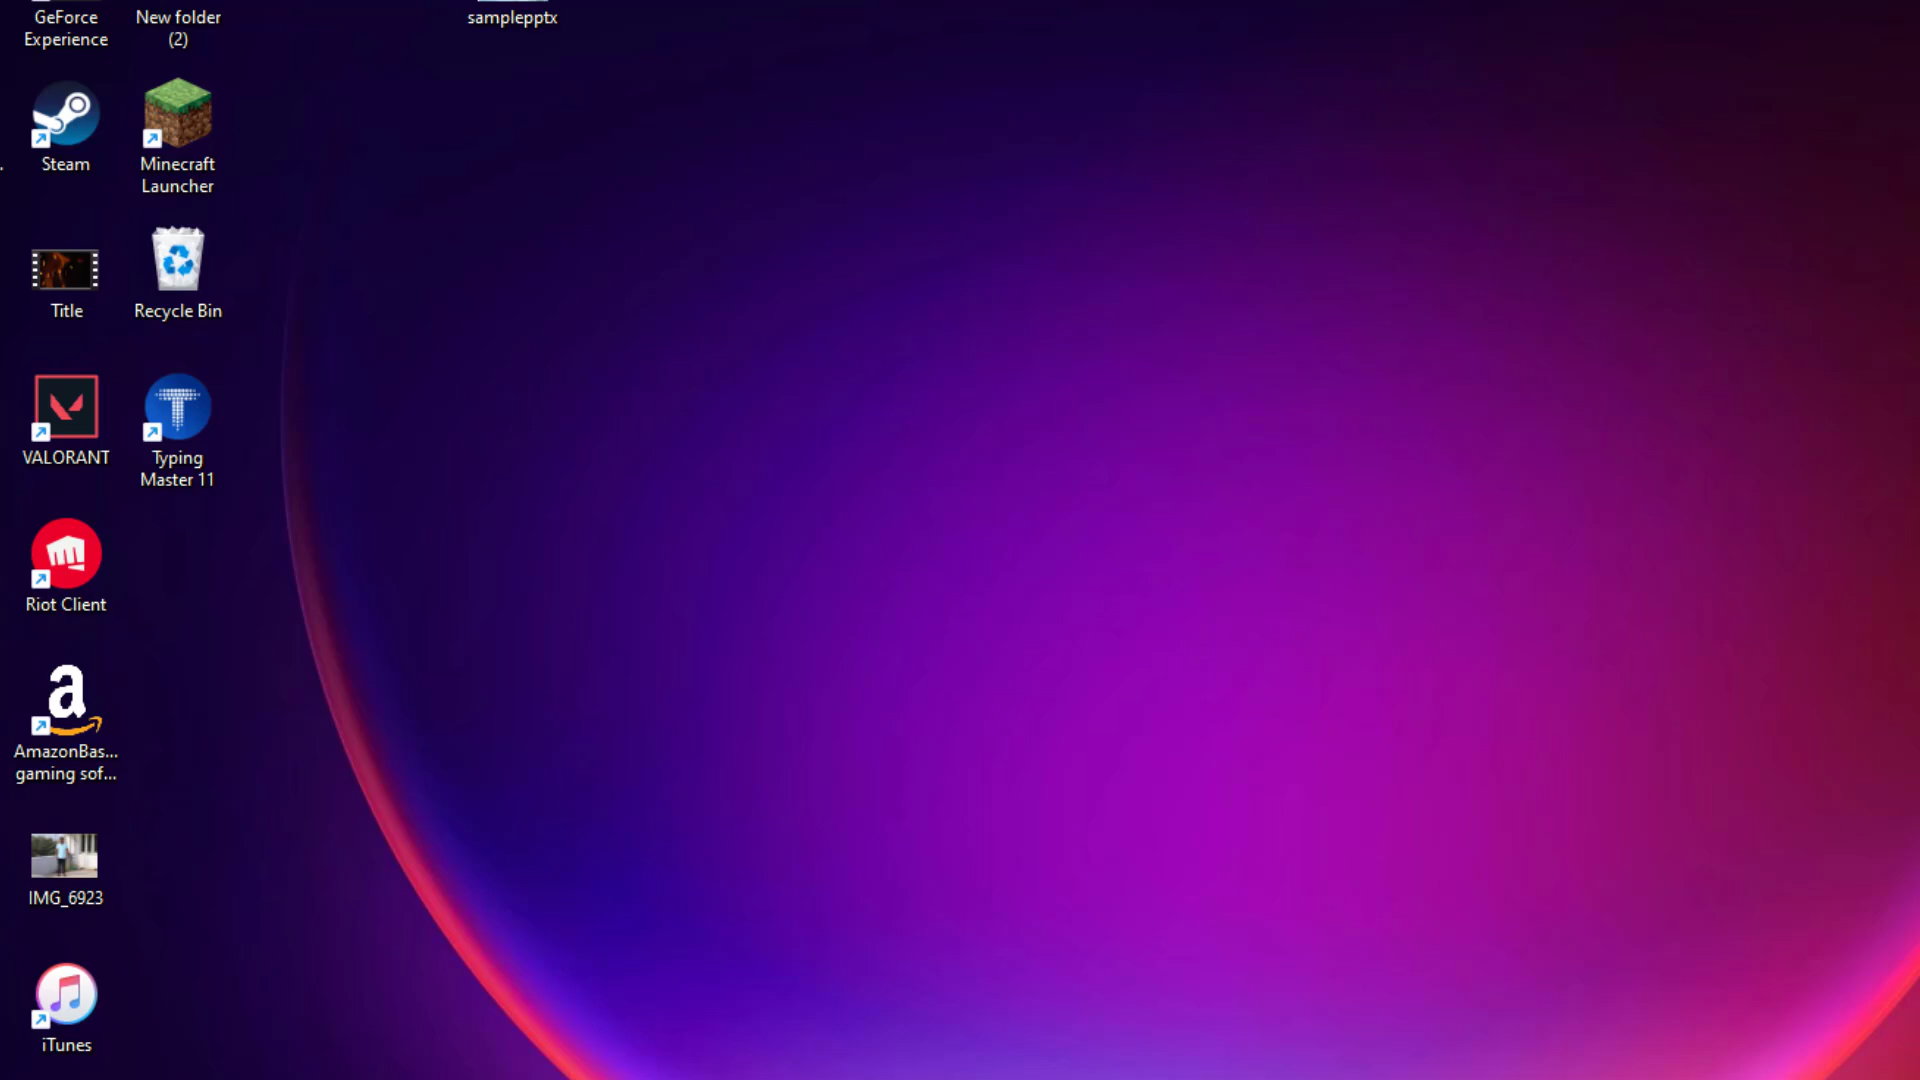 GeForce
Experience
New folder
(2)
samplepptx
Steam
Minecraft
Launcher
Title
Recycle Bin
VALORANT
Typing
Master 11
Riot Client
AmazonBas...
gaming sof...
IMG_6923
iTunes